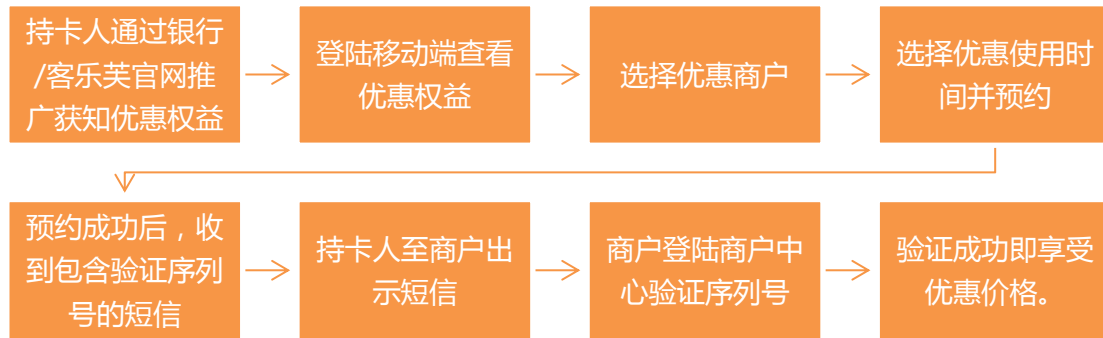 持卡人通过银行
/客乐芙官网推
广获知优惠权益
登陆移动端查看
优惠权益
选择优惠商户
选择优惠使用时
间并预约
预约成功后，收
到包含验证序列
号的短信
持卡人至商户出
示短信
商户登陆商户中
心验证序列号
验证成功即享受
优惠价格。